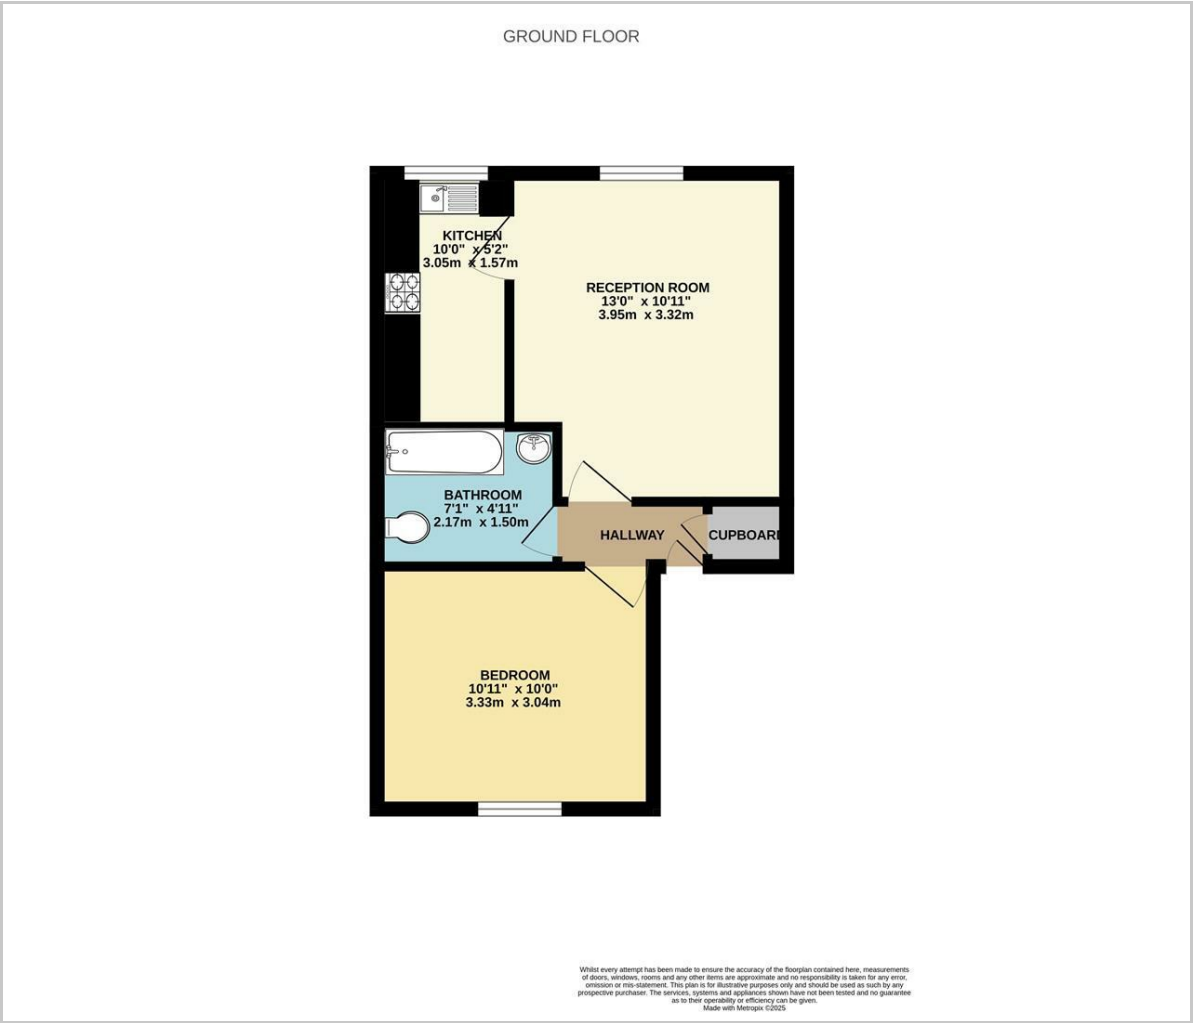 GROUND FLOOR
KITCHEN
10'0" x 5'2"
3.05m x 1.57m
RECEPTION ROOM
13'0" x 10'11"
3.95m x 3.32m
BATHROOM
7'1" x 4'11"
2.17m x 1.50m
HALLWAY
CUPBOARD
BEDROOM
10'11" x 10'0"
3.33m x 3.04m
Whilst every attempt has been made to ensure the accuracy of the floorplan contained here, measurements
of doors, windows, rooms and any other items are approximate and no responsibility is taken for any error,
omission or mis-statement. This plan is for illustrative purposes only and should be used as such by any
prospective purchaser. The services, systems and appliances shown have not been tested and no guarantee
as to their operability or efficiency can be given.
Made with Metropix ©2025